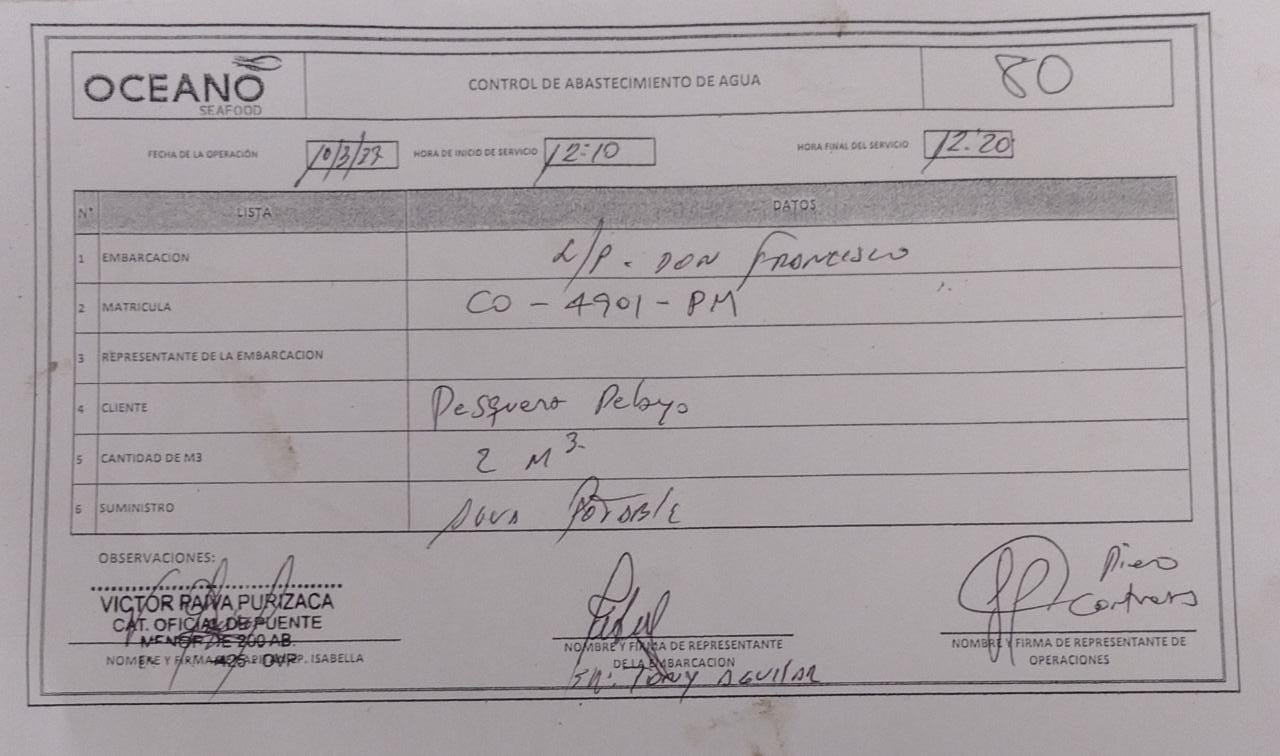 OCEANO
SEAFOOD
CONTROL DE ABASTECIMIENTO DE AGUA
80
FECHA DE LA OPERACIÓN 10/3/ HORA DE INICIO DE SERVICIO 12:10 HORA FINAL DEL SERVICIO 12:20
N° LISTA DATOS
1 EMBARCACION L/P. DON FRANCISCO
2 MATRICULA CO - 4901 - PM
3 REPRESENTANTE DE LA EMBARCACION
4 CLIENTE Pesquera Pelayo
5 CANTIDAD DE M3 2 M3
6 SUMINISTRO AGUA POTABLE
OBSERVACIONES:
VICTOR PAIVA PURIZACA
CAT. OFICIAL DE PUENTE
MENOR DE 200 AB.
NOMBRE Y FIRMA P. ISABELLA
NOMBRE Y FIRMA DE REPRESENTANTE
DE LA EMBARCACION
TONY AGUILAR
Piero
Contreras
NOMBRE Y FIRMA DE REPRESENTANTE DE
OPERACIONES